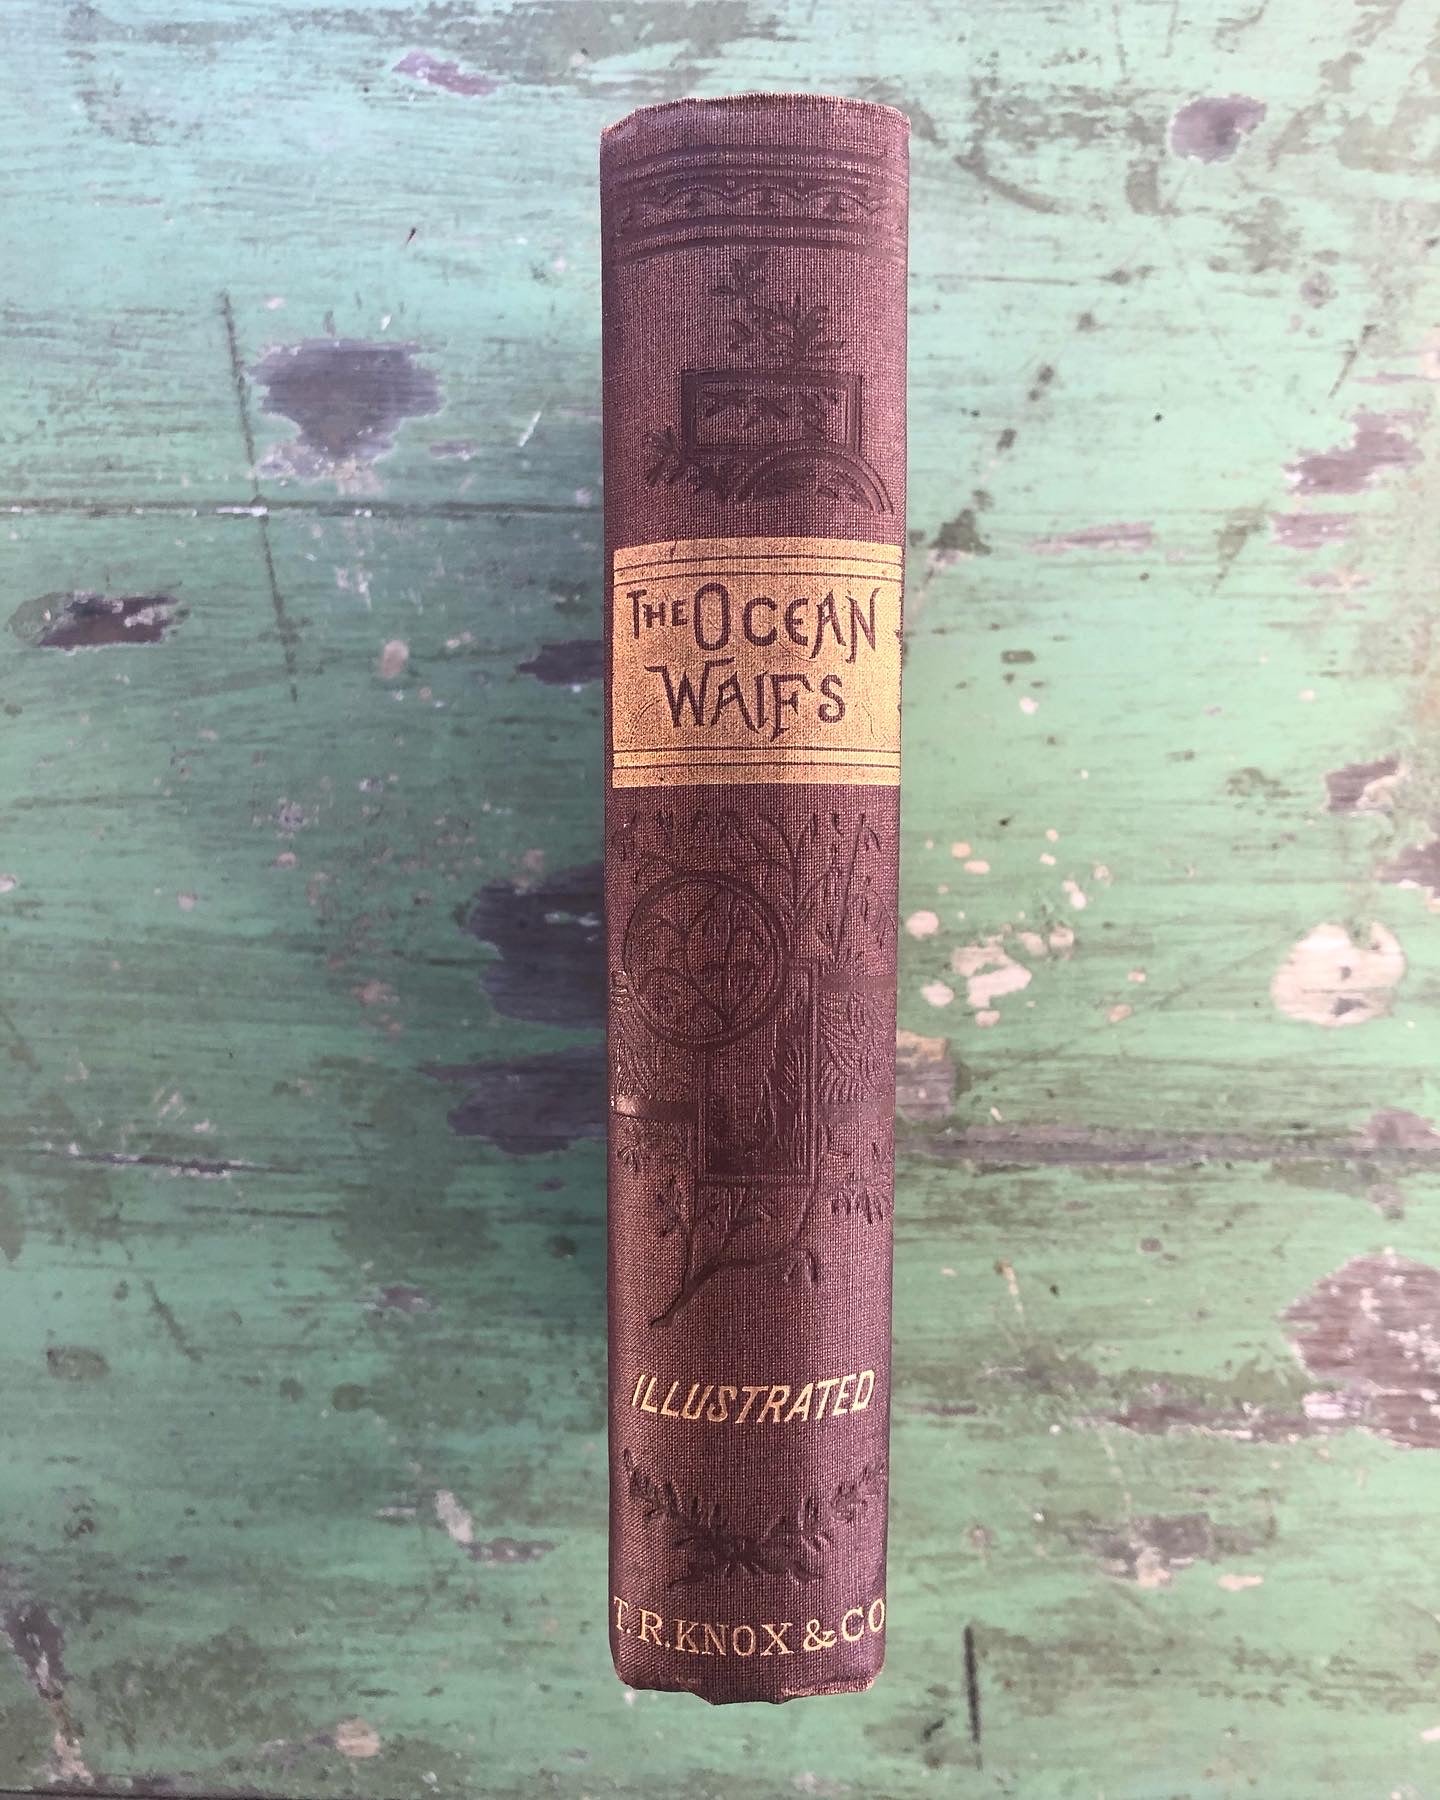 THE OCEAN
WAIFS
ILLUSTRATED
T.R.KNOX & CO